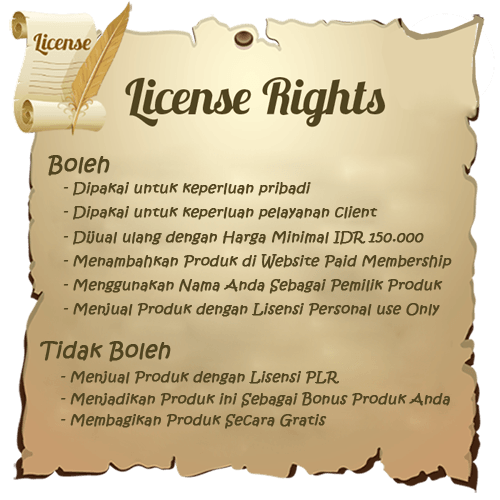 License
License Rights
Boleh
- Dipakai untuk keperluan pribadi
- Dipakai untuk keperluan pelayanan Client
- Dijual ulang dengan Harga Minimal IDR 150.000
- Menambahkan Produk di Website Paid Membership
- Menggunakan Nama Anda Sebagai Pemilik Produk
- Menjual Produk dengan Lisensi Personal use Only
Tidak Boleh
- Menjual Produk dengan Lisensi PLR
- Menjadikan Produk ini Sebagai Bonus Produk Anda
- Membagikan Produk Secara Gratis